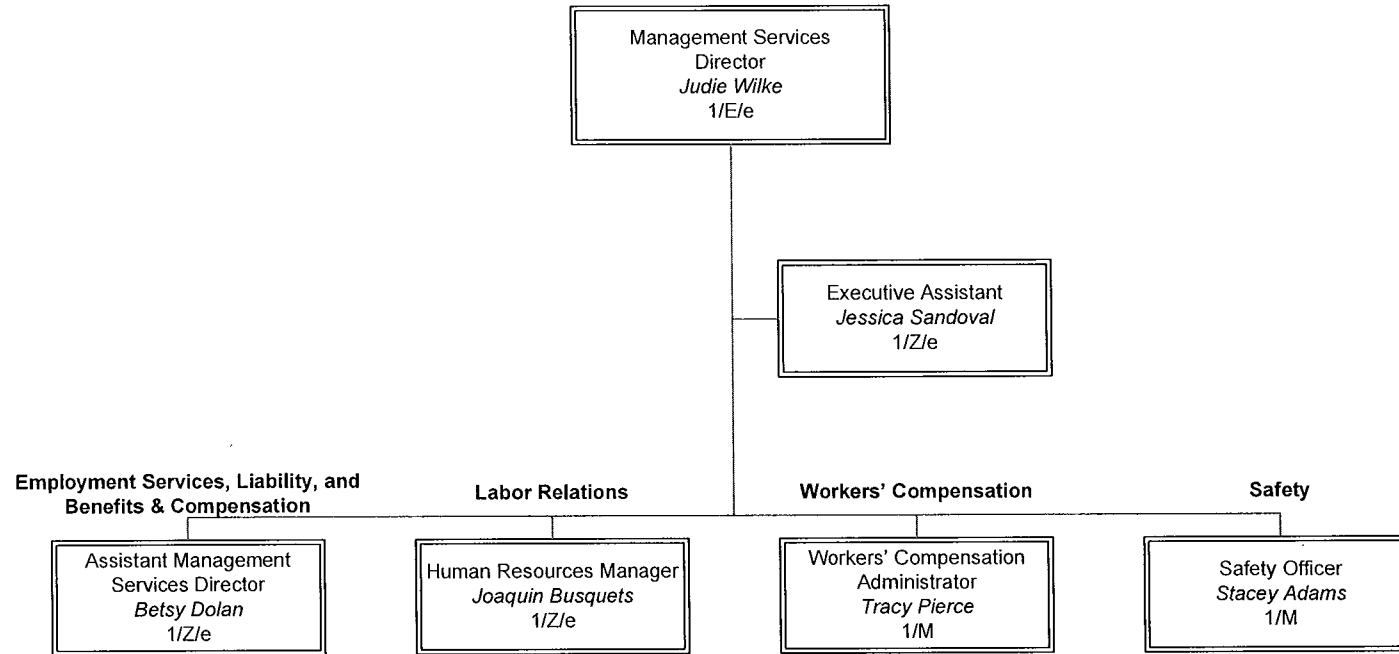 Management Services
Director
Judie Wilke
1/E/e
Executive Assistant
Jessica Sandoval
1/Z/e
Employment Services, Liability, and
Benefits & Compensation
Labor Relations
Workers' Compensation
Safety
Assistant Management
Services Director
Betsy Dolan
1/Z/e
Human Resources Manager
Joaquin Busquets
1/Z/e
Workers' Compensation
Administrator
Tracy Pierce
1/M
Safety Officer
Stacey Adams
1/M